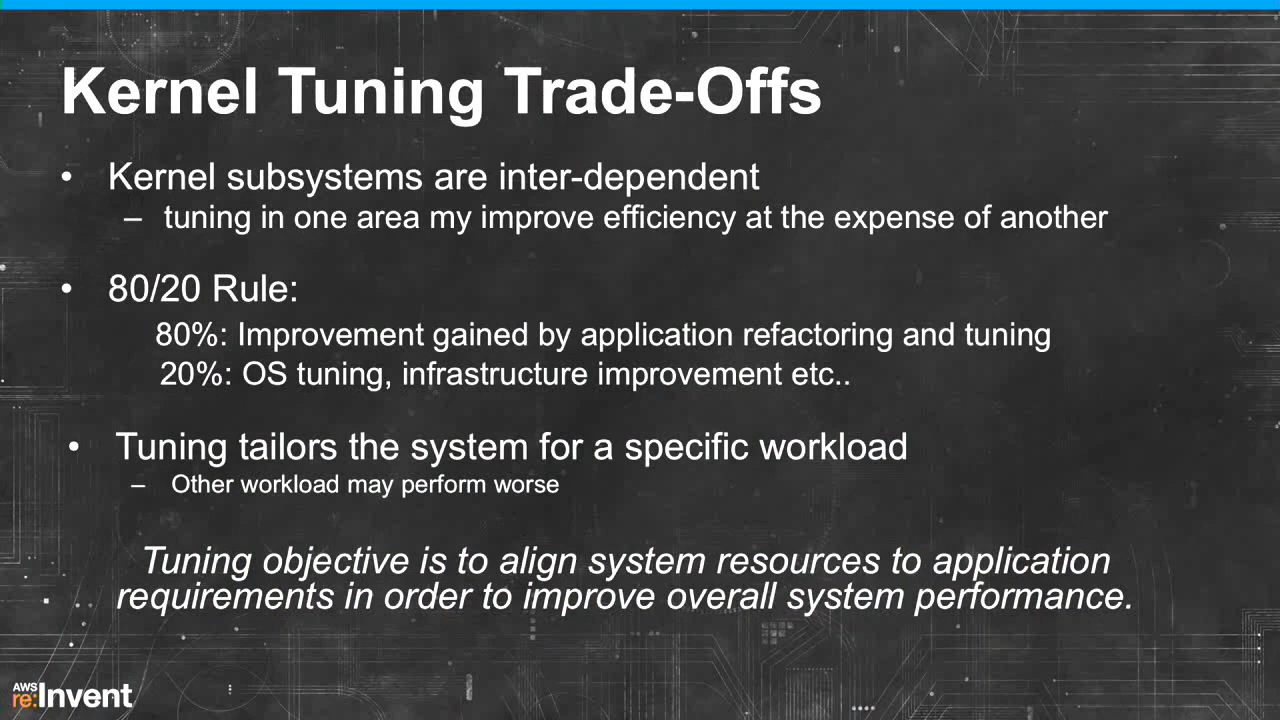 Kernel Tuning Trade-Offs
• Kernel subsystems are inter-dependent
– tuning in one area my improve efficiency at the expense of another
• 80/20 Rule:
80%: Improvement gained by application refactoring and tuning
20%: OS tuning, infrastructure improvement etc..
• Tuning tailors the system for a specific workload
– Other workload may perform worse
Tuning objective is to align system resources to application
requirements in order to improve overall system performance.
AWS
re:Invent